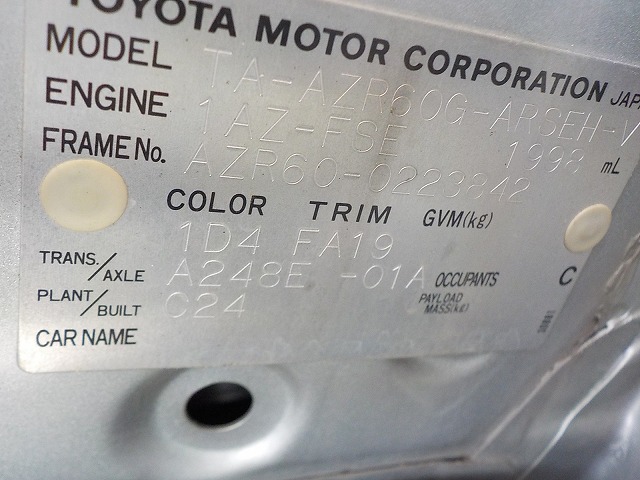 TOYOTA MOTOR CORPORATION JAPA
MODEL TA-AZR60G-ARSEH-V
ENGINE 1AZ-FSE 1998 mL
FRAME No. AZR60-0223842
COLOR TRIM GVM(kg)
1D4 FA19
TRANS./AXLE A248E -01A OCCUPANTS C
PLANT/BUILT C24 PAYLOAD MASS(kg)
CAR NAME